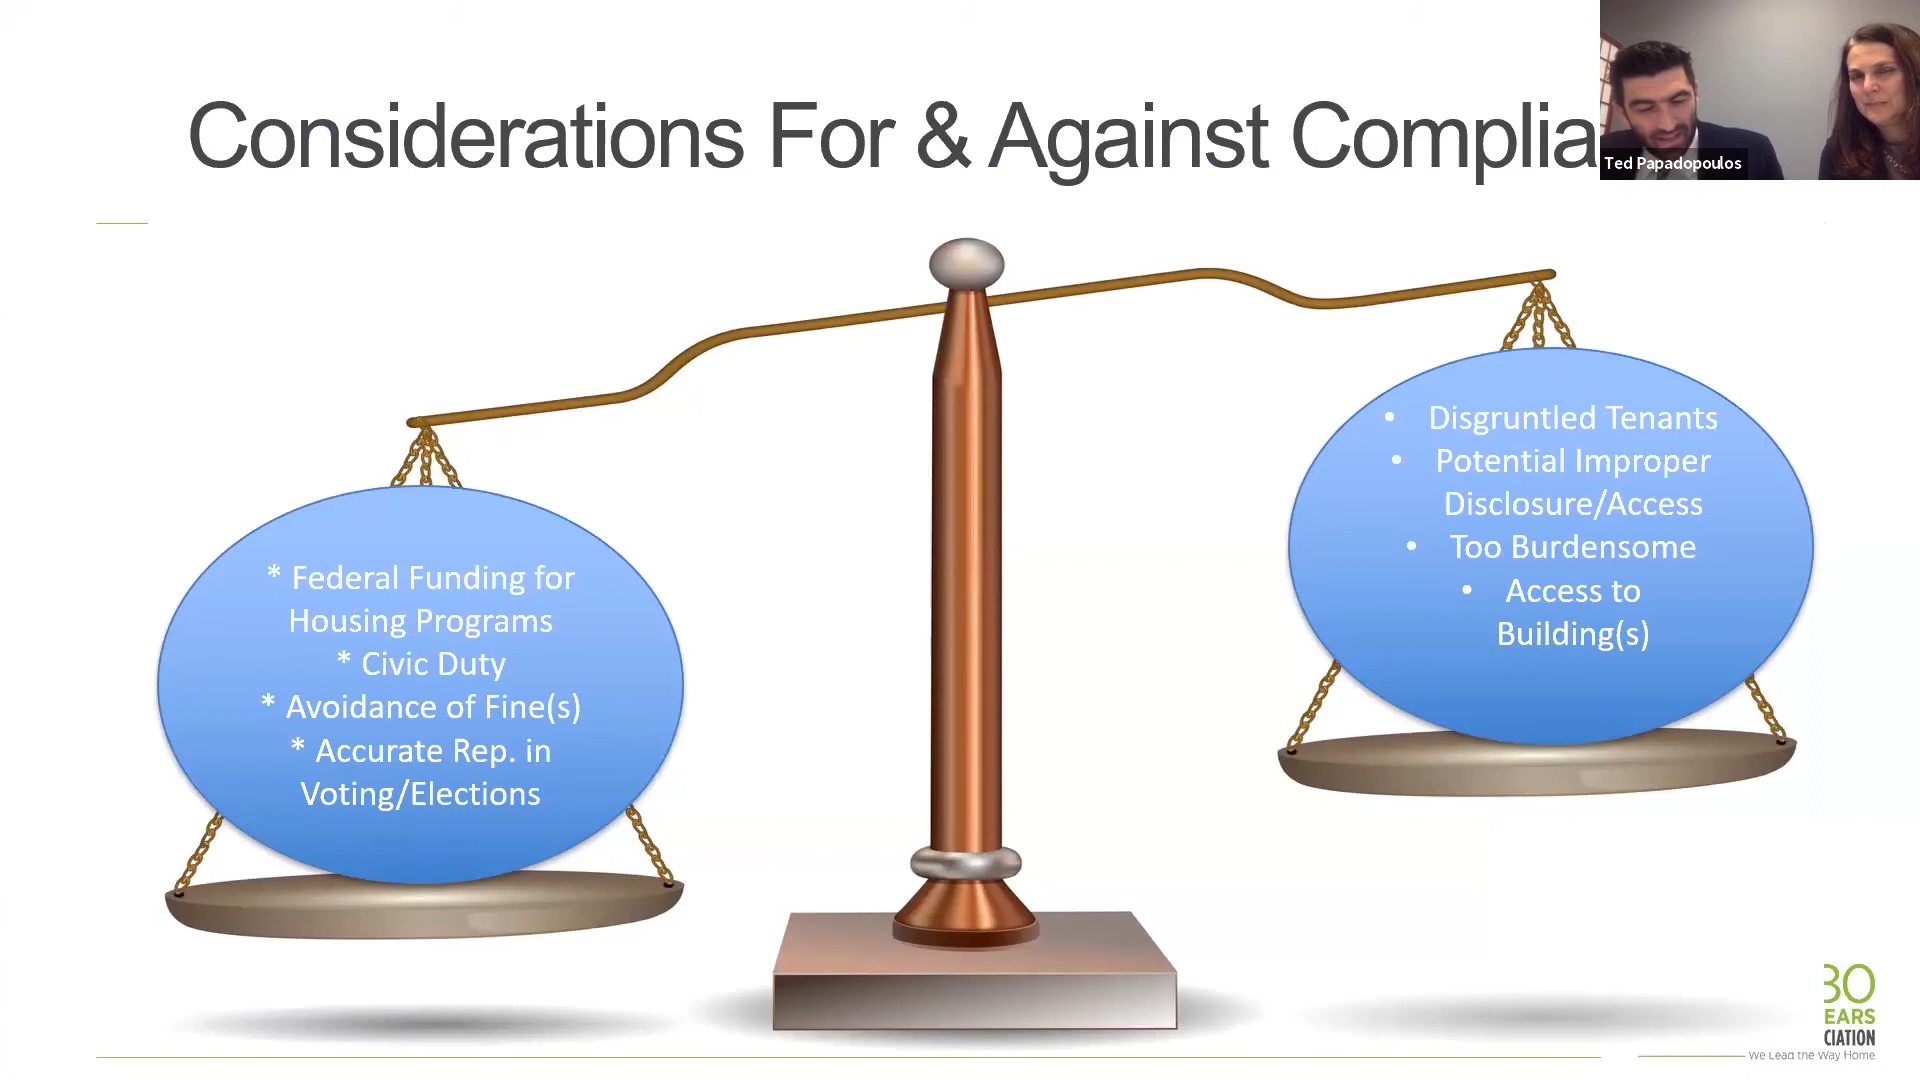 Considerations For & Against Complia
Ted Papadopoulos
* Federal Funding for
Housing Programs
* Civic Duty
* Avoidance of Fine(s)
* Accurate Rep. in
Voting/Elections
• Disgruntled Tenants
• Potential Improper
Disclosure/Access
• Too Burdensome
• Access to
Building(s)
30
EARS
CIATION
We Lead the Way Home